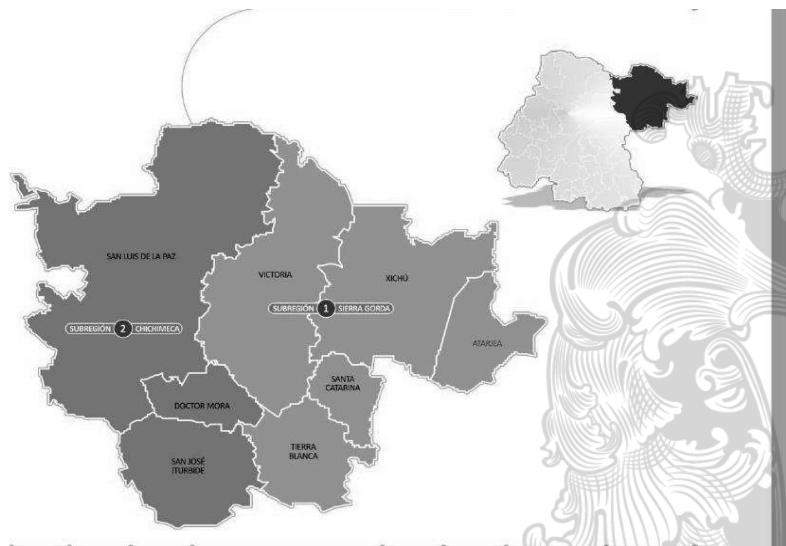 SAN LUIS DE LA PAZ
VICTORIA
XICHÚ
SUBREGIÓN 1 SIERRA GORDA
SUBREGIÓN 2 CHICHIMECA
ATARJEA
SANTA
CATARINA
DOCTOR MORA
TIERRA
BLANCA
SAN JOSÉ
ITURBIDE